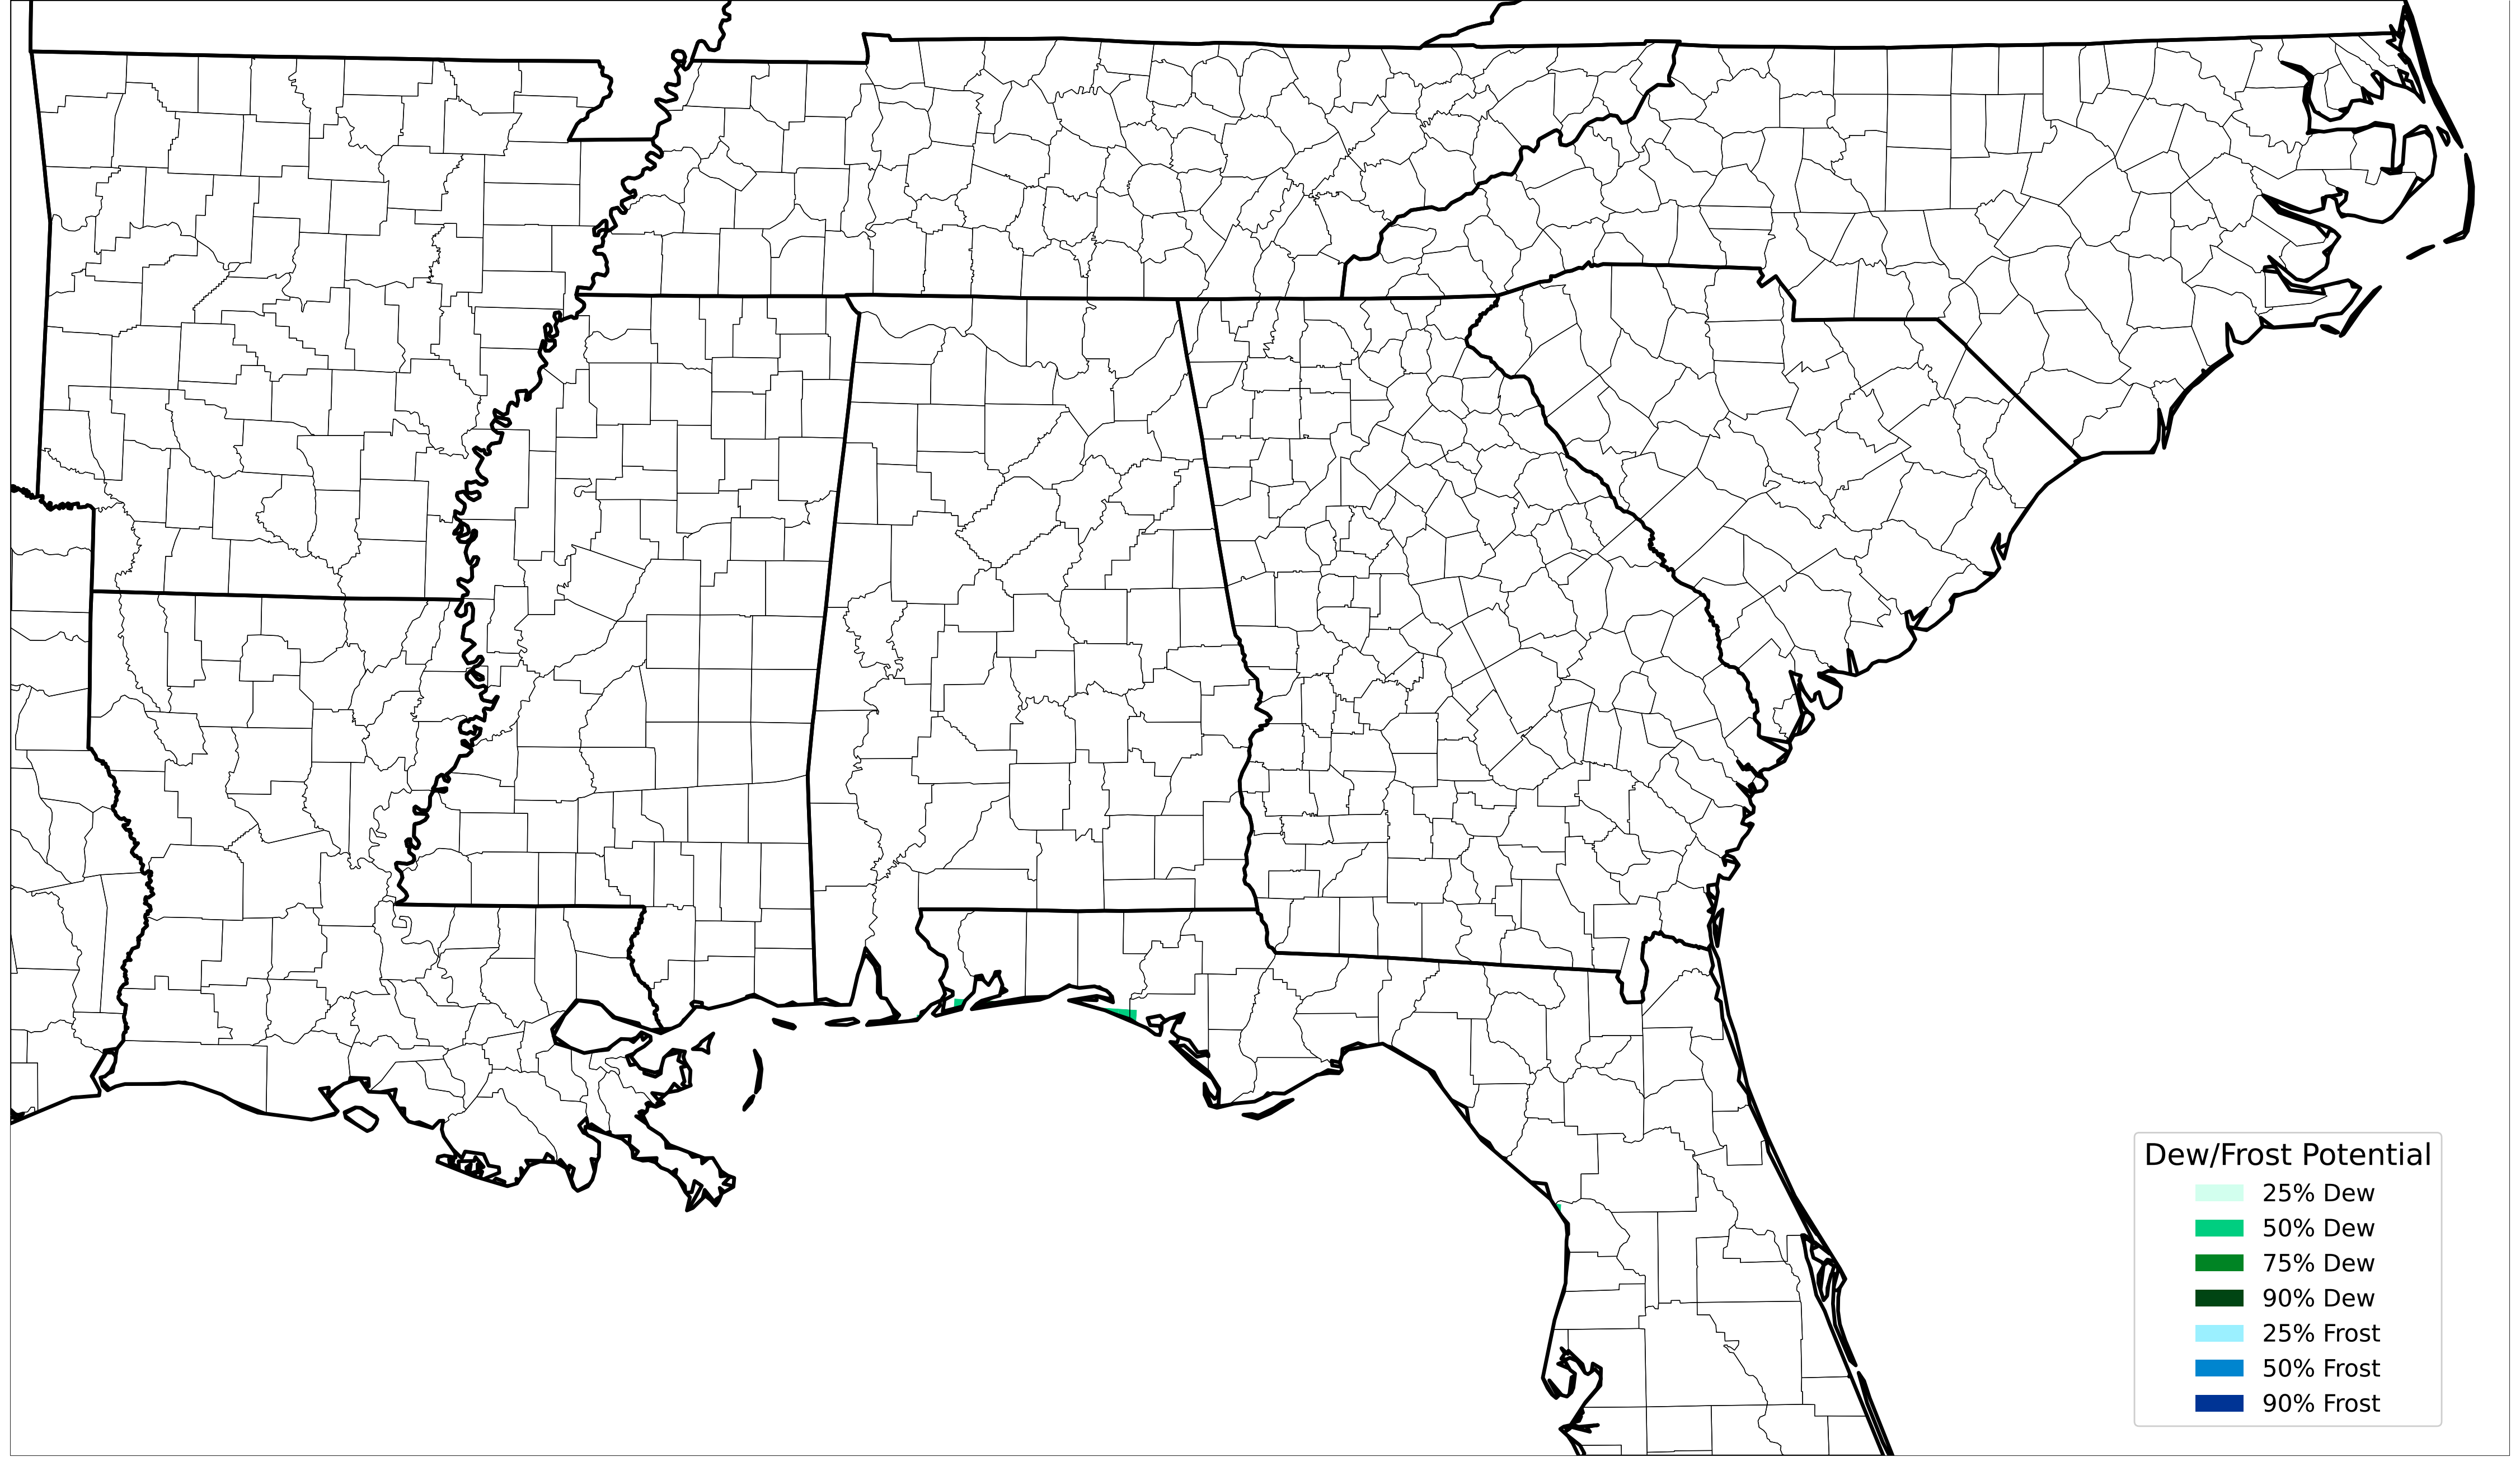 Dew/Frost Potential
25% Dew
50% Dew
75% Dew
90% Dew
25% Frost
50% Frost
90% Frost